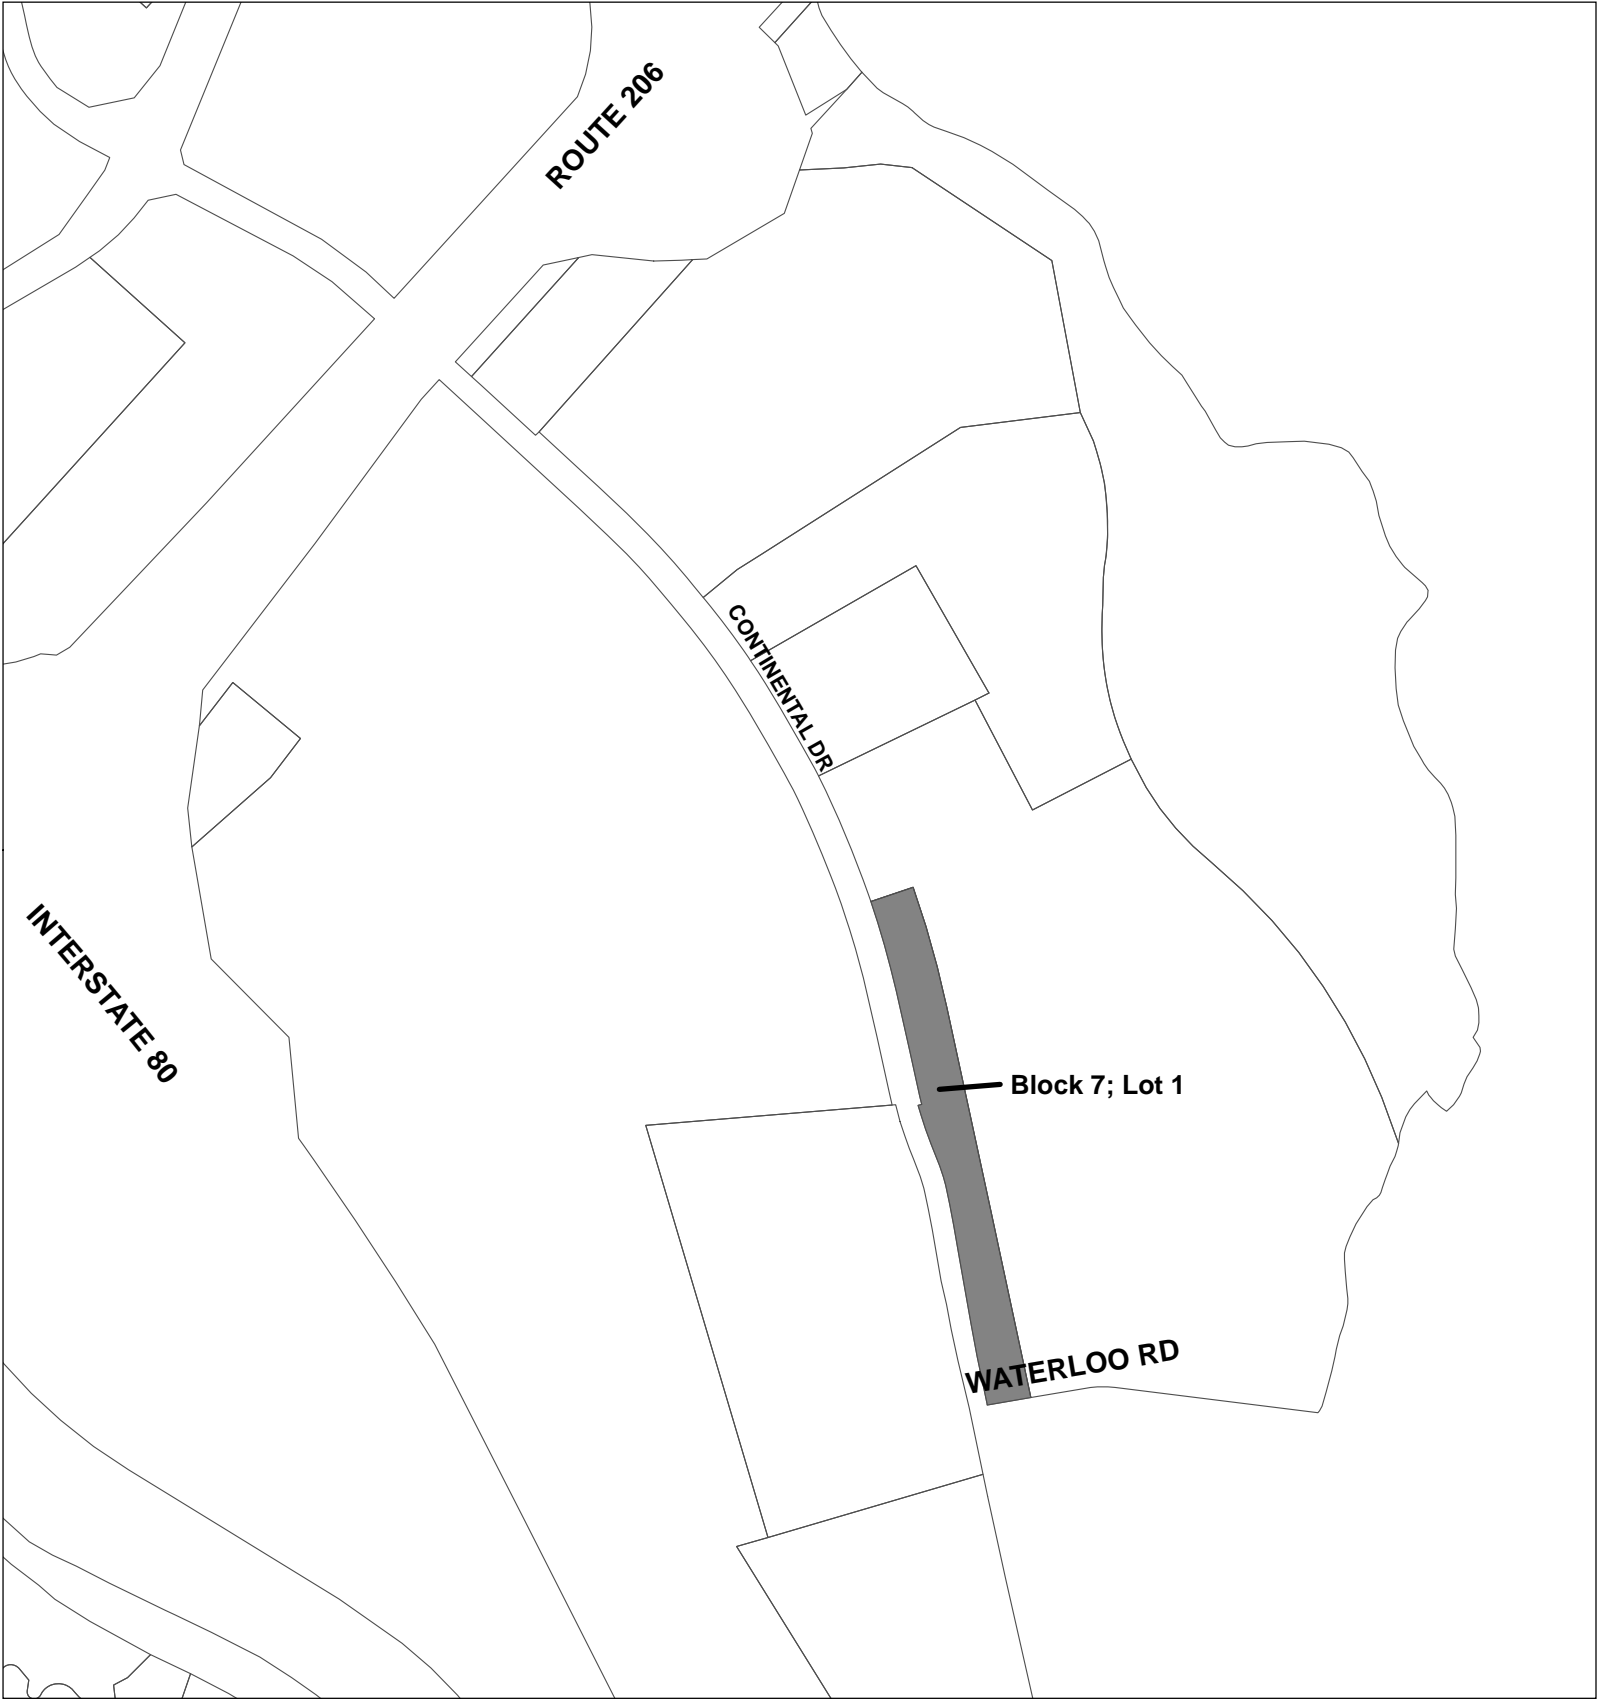 ROUTE 206
CONTINENTAL DR
INTERSTATE 80
Block 7; Lot 1
WATERLOO RD